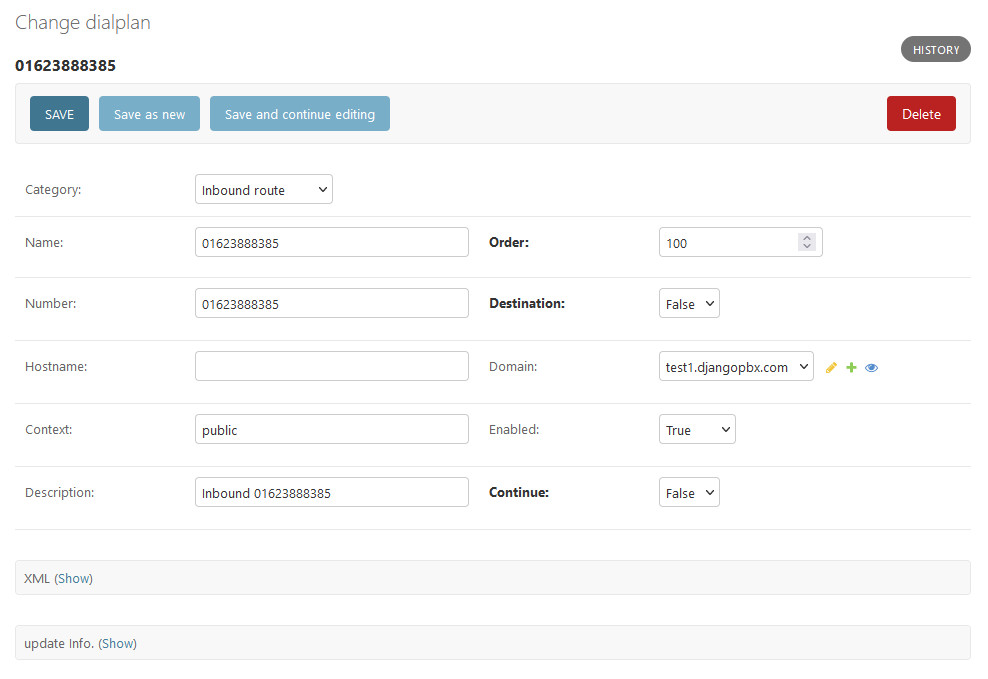 Change dialplan
HISTORY
01623888385
SAVE Save as new Save and continue editing Delete
Category: Inbound route
Name: 01623888385 Order: 100
Number: 01623888385 Destination: False
Hostname: Domain: test1.djangopbx.com
Context: public Enabled: True
Description: Inbound 01623888385 Continue: False
XML (Show)
update Info. (Show)